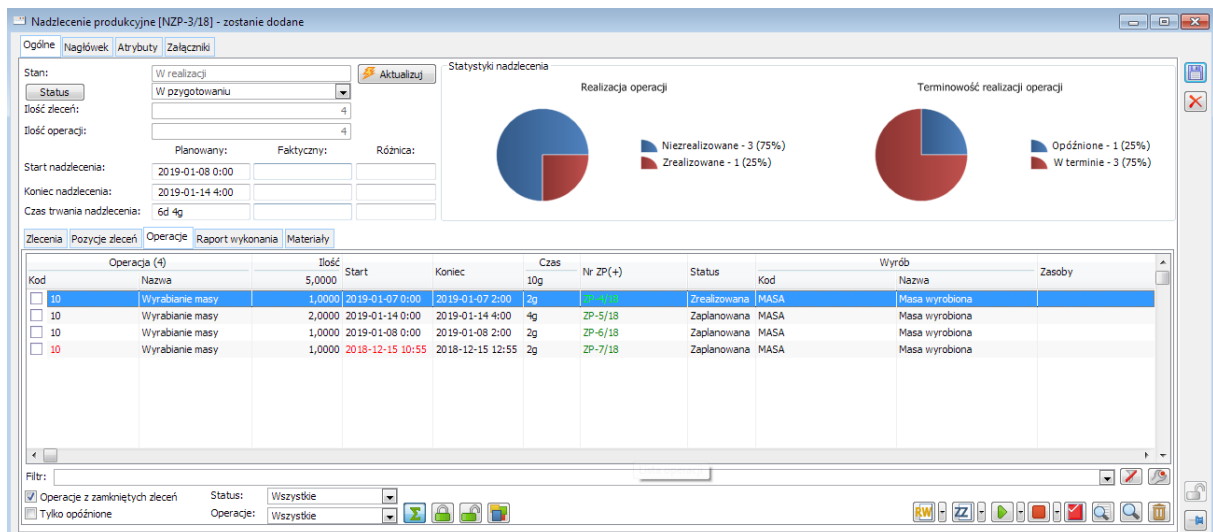 Nadzlecenie produkcyjne [NZP-3/18] - zostanie dodane
Ogólne Nagłówek Atrybuty Załączniki
Stan: W realizacji Aktualizuj
Status W pzygotowaniu
Ilość zleceń: 4
Ilość operacji: 4
Planowany: Faktyczny: Różnica:
Start nadzlecenia: 2019-01-08 0:00
Koniec nadzlecenia: 2019-01-14 4:00
Czas trwania nadzlecenia: 6d 4g
Statystyki nadzlecenia
Realizacja operacji
Niezrealizowane - 3 (75%)
Zrealizowane - 1 (25%)
Terminowość realizacji operacji
Opóźnione - 1 (25%)
W terminie - 3 (75%)
Zlecenia Pozycje zleceń Operacje Raport wykonania Materiały
Operacja (4) Ilość Start Koniec Czas Nr ZP(+) Status Wyrób Zasoby
Kod Nazwa 5,0000 10g Kod Nazwa
10 Wyrabianie masy 1,0000 2019-01-07 0:00 2019-01-07 2:00 2g ZP-4/18 Zrealizowana MASA Masa wyrobiona
10 Wyrabianie masy 2,0000 2019-01-14 0:00 2019-01-14 4:00 4g ZP-5/18 Zaplanowana MASA Masa wyrobiona
10 Wyrabianie masy 1,0000 2019-01-08 0:00 2019-01-08 2:00 2g ZP-6/18 Zaplanowana MASA Masa wyrobiona
10 Wyrabianie masy 1,0000 2018-12-15 10:55 2018-12-15 12:55 2g ZP-7/18 Zaplanowana MASA Masa wyrobiona
Filtr:
Operacje z zamkniętych zleceń Status: Wszystkie
Tylko opóźnione Operacje: Wszystkie Σ RW ZZ